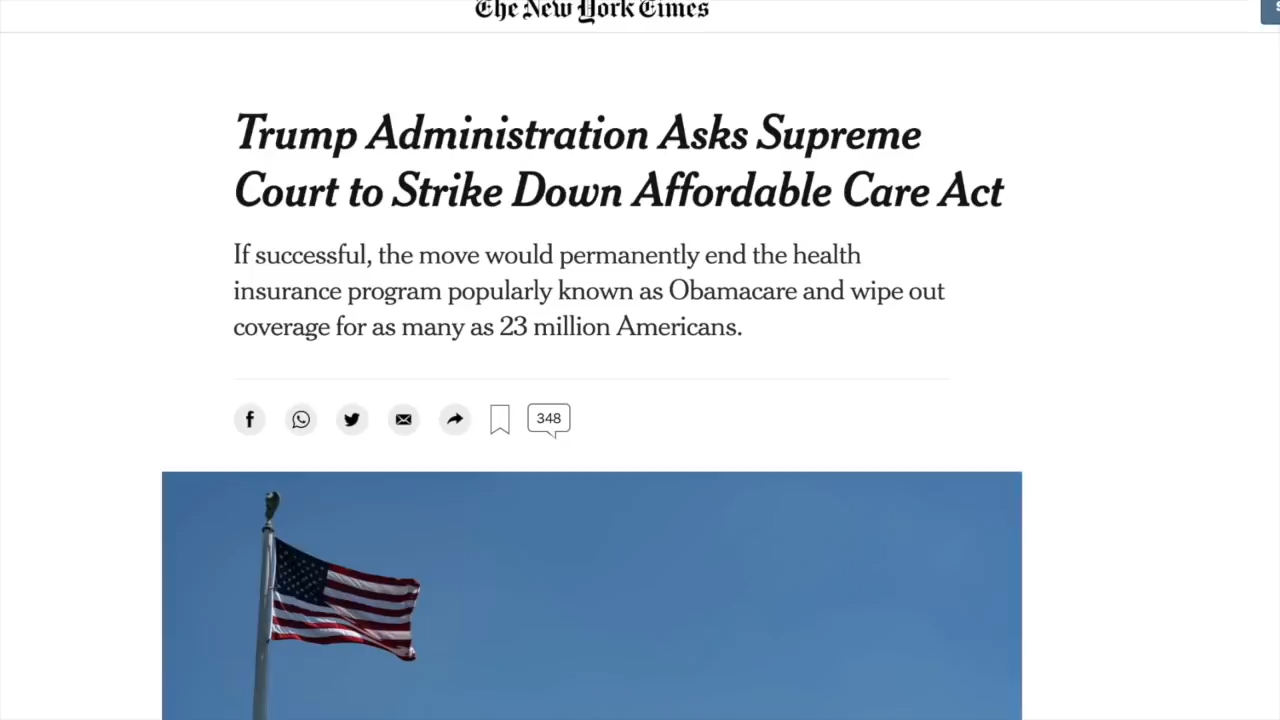 The New York Times
Trump Administration Asks Supreme
Court to Strike Down Affordable Care Act
If successful, the move would permanently end the health
insurance program popularly known as Obamacare and wipe out
coverage for as many as 23 million Americans.
348